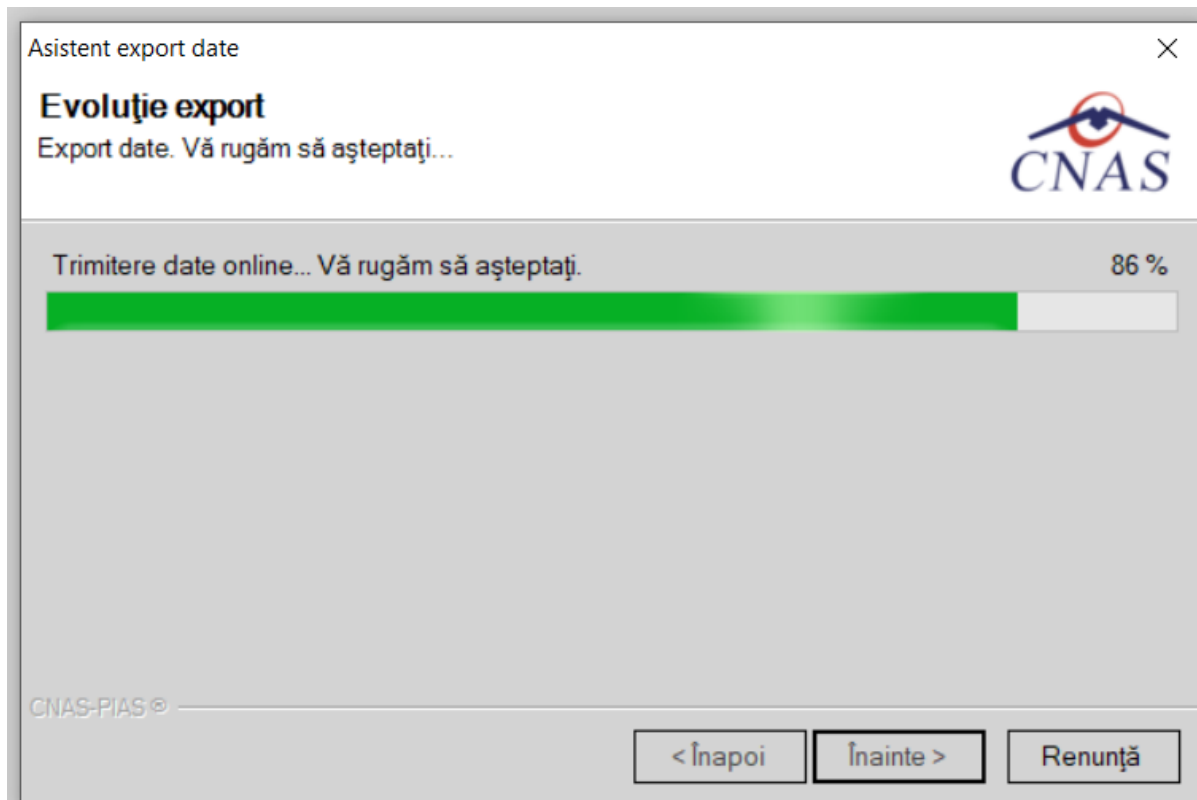 Asistent export date
Evoluţie export
Export date. Vă rugăm să aşteptaţi...
CNAS
Trimitere date online... Vă rugăm să aşteptaţi.
86 %
CNAS-PIAS ®
< Înapoi
Înainte >
Renunţă